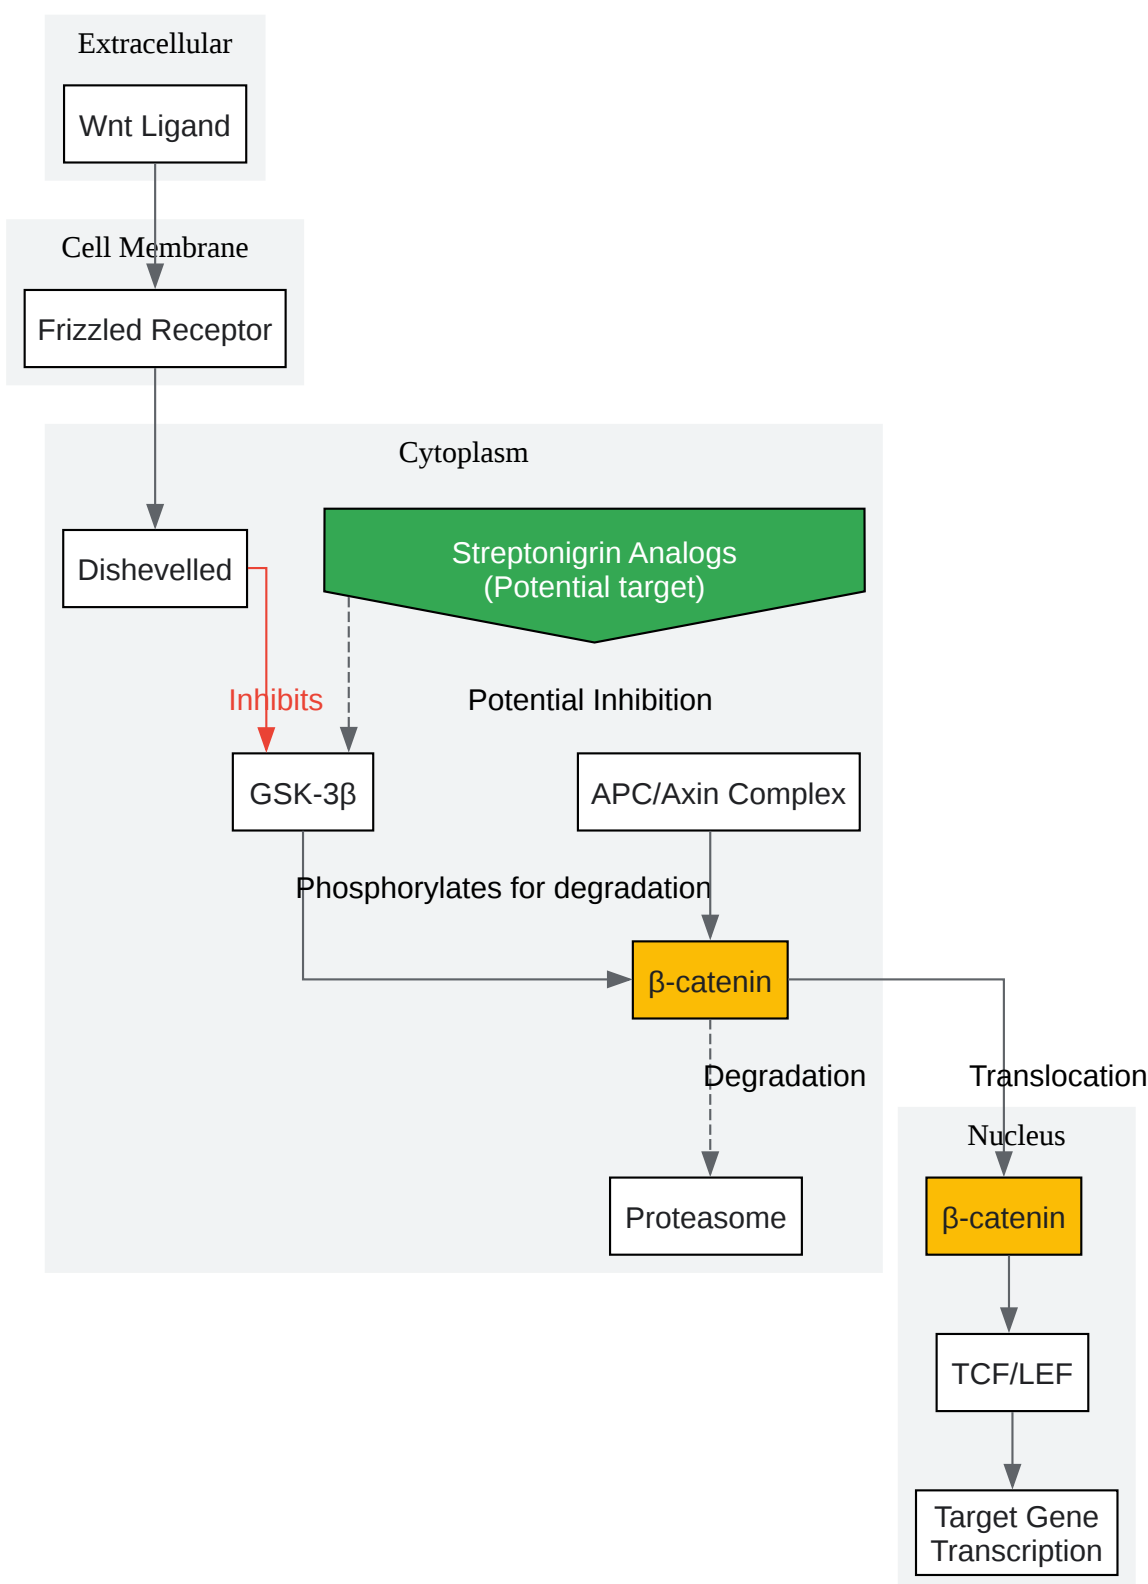 Extracellular
Wnt Ligand
Cell Membrane
Frizzled Receptor
Cytoplasm
Dishevelled
Streptonigrin Analogs
(Potential target)
Inhibits
Potential Inhibition
GSK-3β
APC/Axin Complex
Phosphorylates for degradation
β-catenin
Degradation
Translocation
Nucleus
Proteasome
β-catenin
TCF/LEF
Target Gene
Transcription